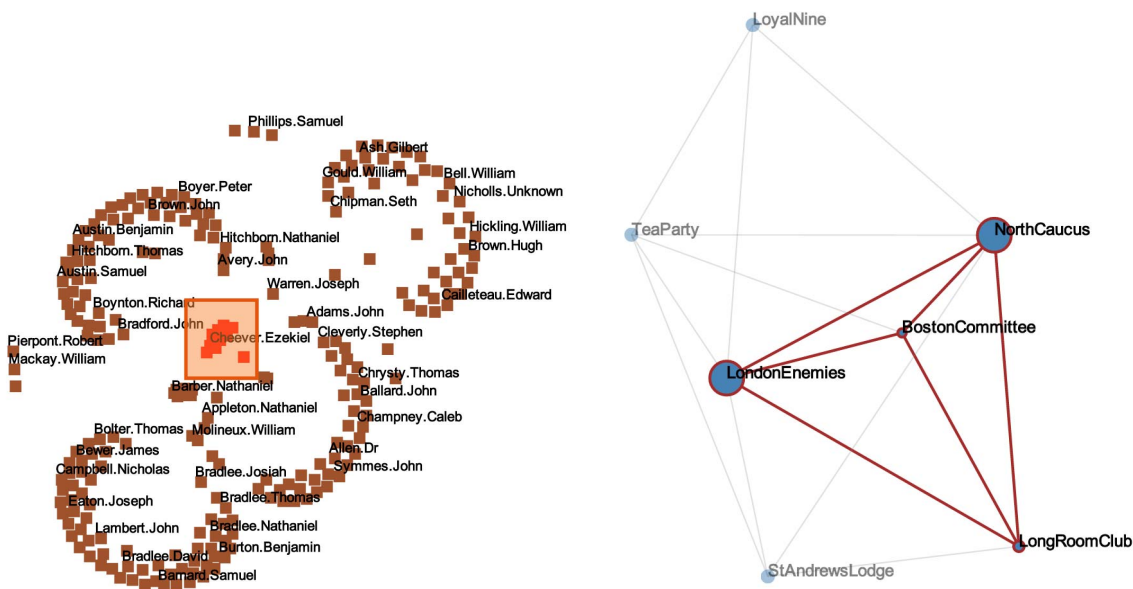 Phillips.Samuel
Ash.Gilbert
Gould.William
Bell.William
Chipman.Seth
Nicholls.Unknown
Boyer.Peter
Brown.John
Austin.Benjamin
Hitchborn.Nathaniel
Hickling.William
Hitchborn.Thomas
Avery.John
Brown.Hugh
Austin.Samuel
Warren.Joseph
Cailleteau.Edward
Boynton.Richard
Adams.John
Bradford.John
Cheever.Ezekiel
Cleverly.Stephen
Pierpont.Robert
Mackay.William
Chrysty.Thomas
Barber.Nathaniel
Ballard.John
Appleton.Nathaniel
Champney.Caleb
Bolter.Thomas
Molineux.William
Bewer.James
Allen.Dr
Campbell.Nicholas
Bradlee.Josiah
Symmes.John
Eaton.Joseph
Bradlee.Thomas
Lambert.John
Bradlee.Nathaniel
Bradlee.David
Burton.Benjamin
Barnard.Samuel
LoyalNine
TeaParty
NorthCaucus
BostonCommittee
LondonEnemies
LongRoomClub
StAndrewsLodge